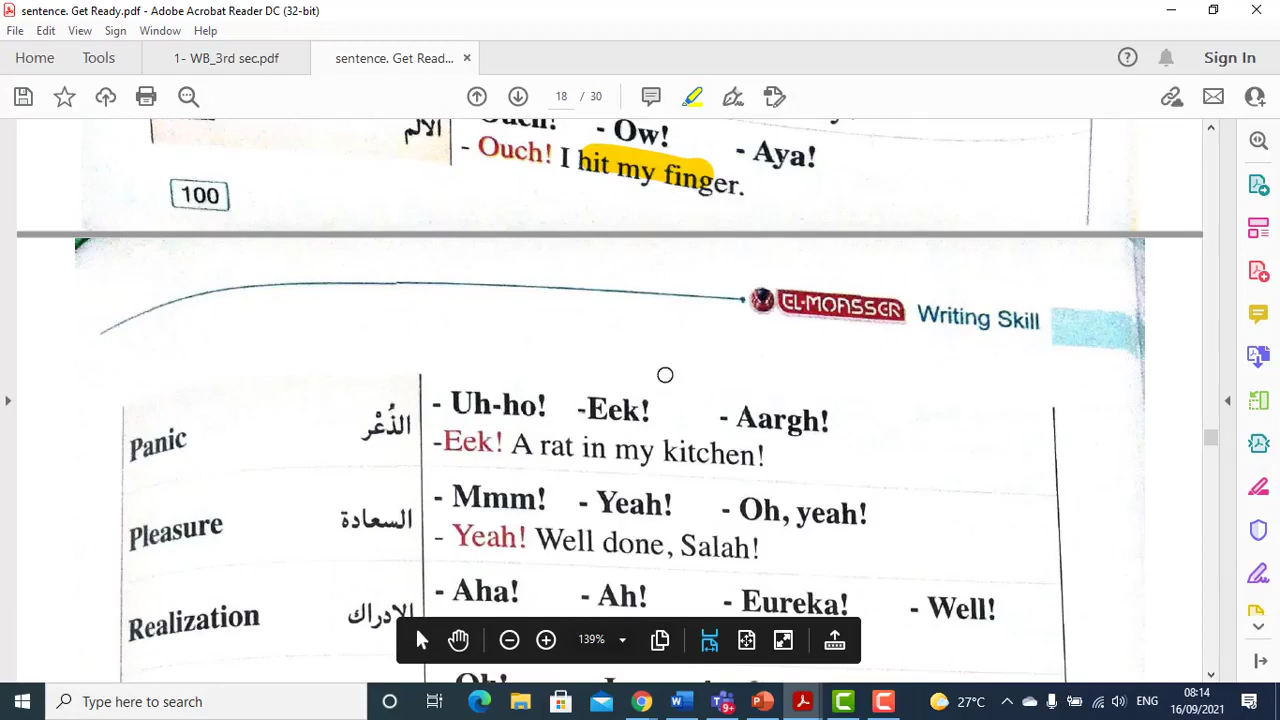 sentence. Get Ready.pdf - Adobe Acrobat Reader DC (32-bit)
File Edit View Sign Window Help
Home Tools 1- WB_3rd sec.pdf sentence. Get Read... × Sign In
18 / 30
الألم - Ow! - Aya!
- Ouch! I hit my finger.
100
EL-MOASSER Writing Skill
Panic الذُعْر - Uh-ho! -Eek! - Aargh!
-Eek! A rat in my kitchen!
Pleasure السعادة - Mmm! - Yeah! - Oh, yeah!
- Yeah! Well done, Salah!
Realization الإدراك - Aha! - Ah! - Eureka! - Well!
139%
Type here to search 9+ 27°C ENG 08:14
16/09/2021